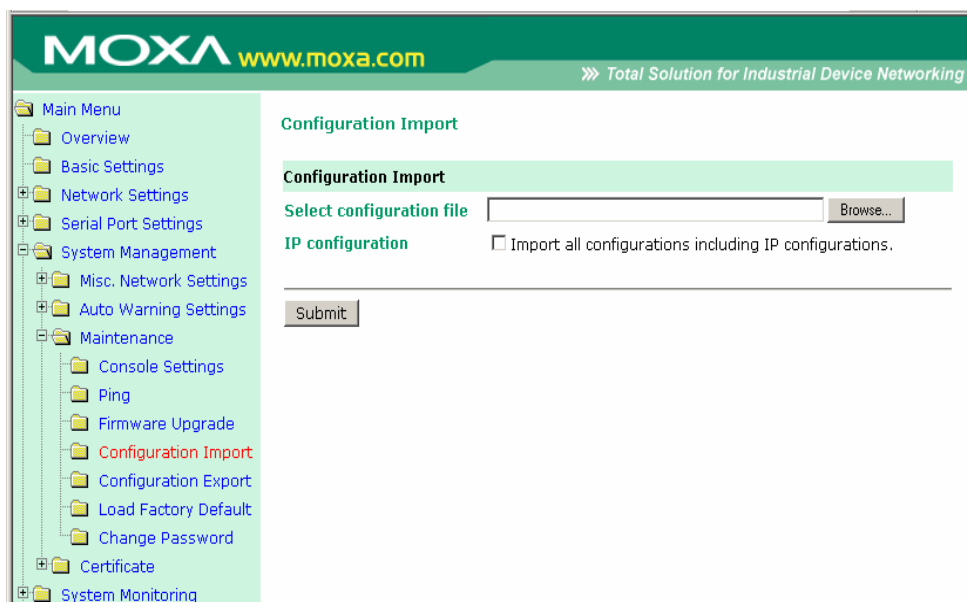 MOXA www.moxa.com
Total Solution for Industrial Device Networking
Main Menu
Overview
Basic Settings
Network Settings
Serial Port Settings
System Management
Misc. Network Settings
Auto Warning Settings
Maintenance
Console Settings
Ping
Firmware Upgrade
Configuration Import
Configuration Export
Load Factory Default
Change Password
Certificate
System Monitoring
Configuration Import
Configuration Import
Select configuration file Browse...
IP configuration Import all configurations including IP configurations.
Submit